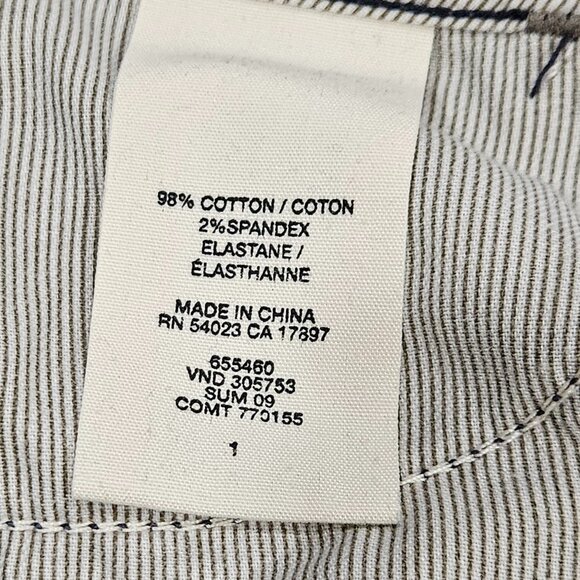 98% COTTON / COTON
2%SPANDEX
ELASTANE /
ÉLASTHANNE
MADE IN CHINA
RN 54023 CA 17897
655460
VND 305753
SUM 09
COMT 770155
1